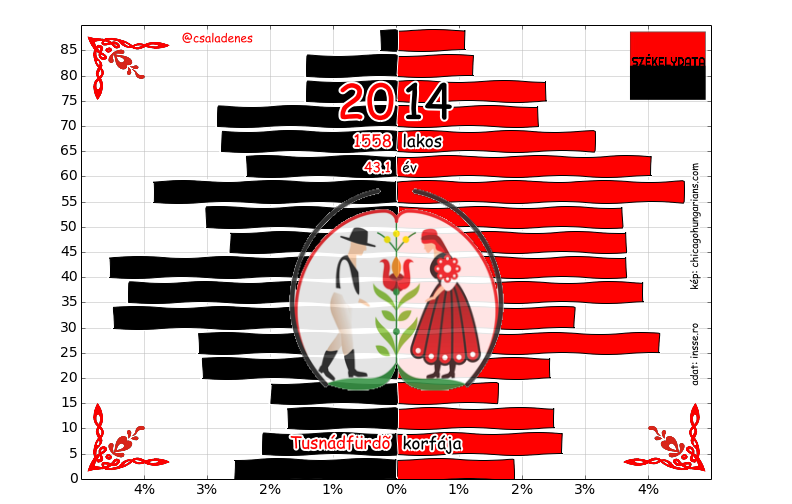 @csaladenes
SZÉKELYDATA
2014
1558 lakos
43.1 év
kép: chicagohungarians.com
adat: insse.ro
Tusnádfürdő korfája
85
80
75
70
65
60
55
50
45
40
35
30
25
20
15
10
5
0
4% 3% 2% 1% 0% 1% 2% 3% 4%